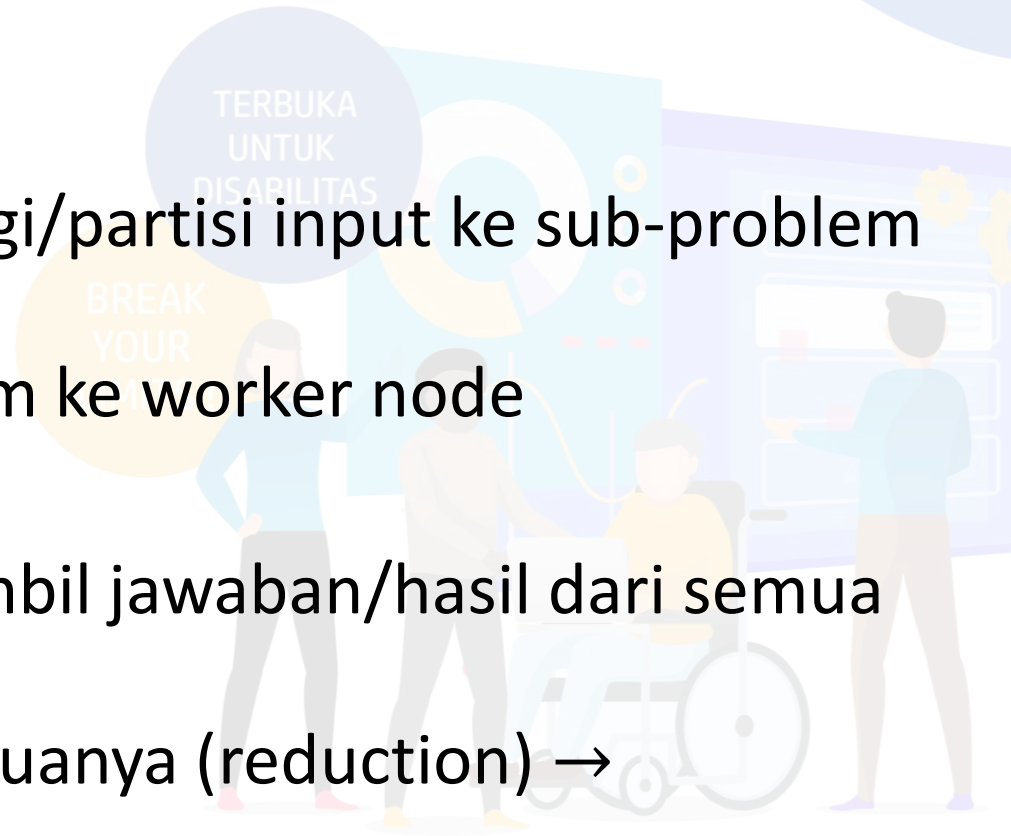 TERBUKA
UNTUK
DISABILITAS
gi/partisi input ke sub-problem
BREAK
YOUR
m ke worker node
mbil jawaban/hasil dari semua
uanya (reduction) →